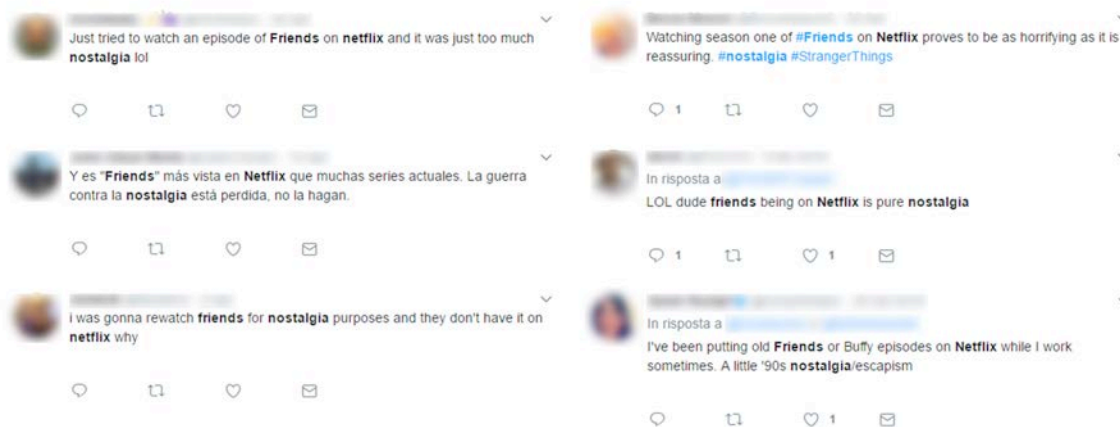 Just tried to watch an episode of Friends on netflix and it was just too much
nostalgia lol
Y es "Friends" más vista en Netflix que muchas series actuales. La guerra
contra la nostalgia está perdida, no la hagan.
i was gonna rewatch friends for nostalgia purposes and they don't have it on
netflix why
Watching season one of #Friends on Netflix proves to be as horrifying as it is
reassuring. #nostalgia #StrangerThings
1
In risposta a
LOL dude friends being on Netflix is pure nostalgia
1 1
In risposta a
I've been putting old Friends or Buffy episodes on Netflix while I work
sometimes. A little '90s nostalgia/escapism
1